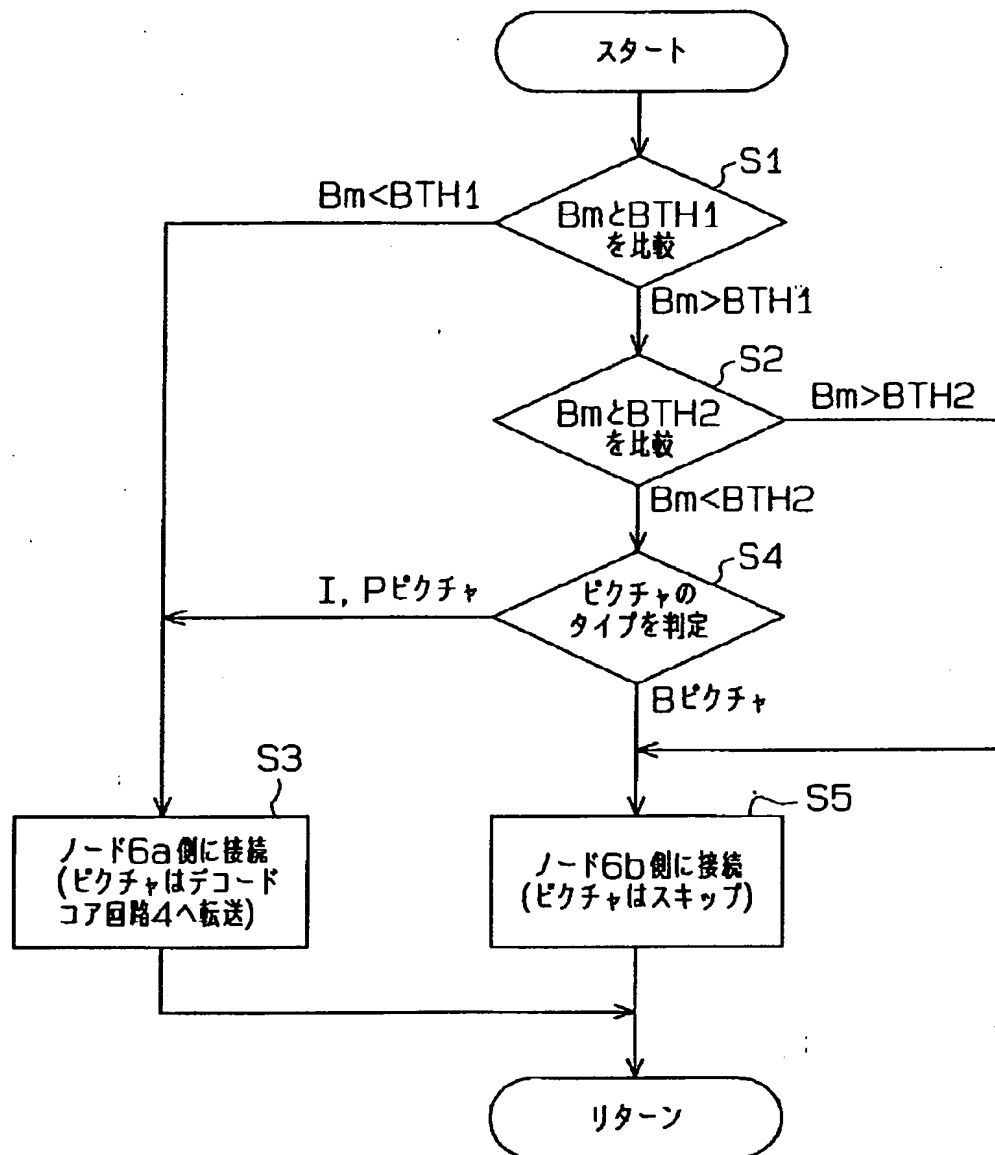 スタート
S1
Bm<BTH1
BmとBTH1
を比較
Bm>BTH1
S2
Bm>BTH2
BmとBTH2
を比較
Bm<BTH2
S4
I, Pピクチャ
ピクチャの
タイプを判定
Bピクチャ
S3
S5
ノード6a側に接続
(ピクチャはデコード
コア回路4へ転送)
ノード6b側に接続
(ピクチャはスキップ)
リターン